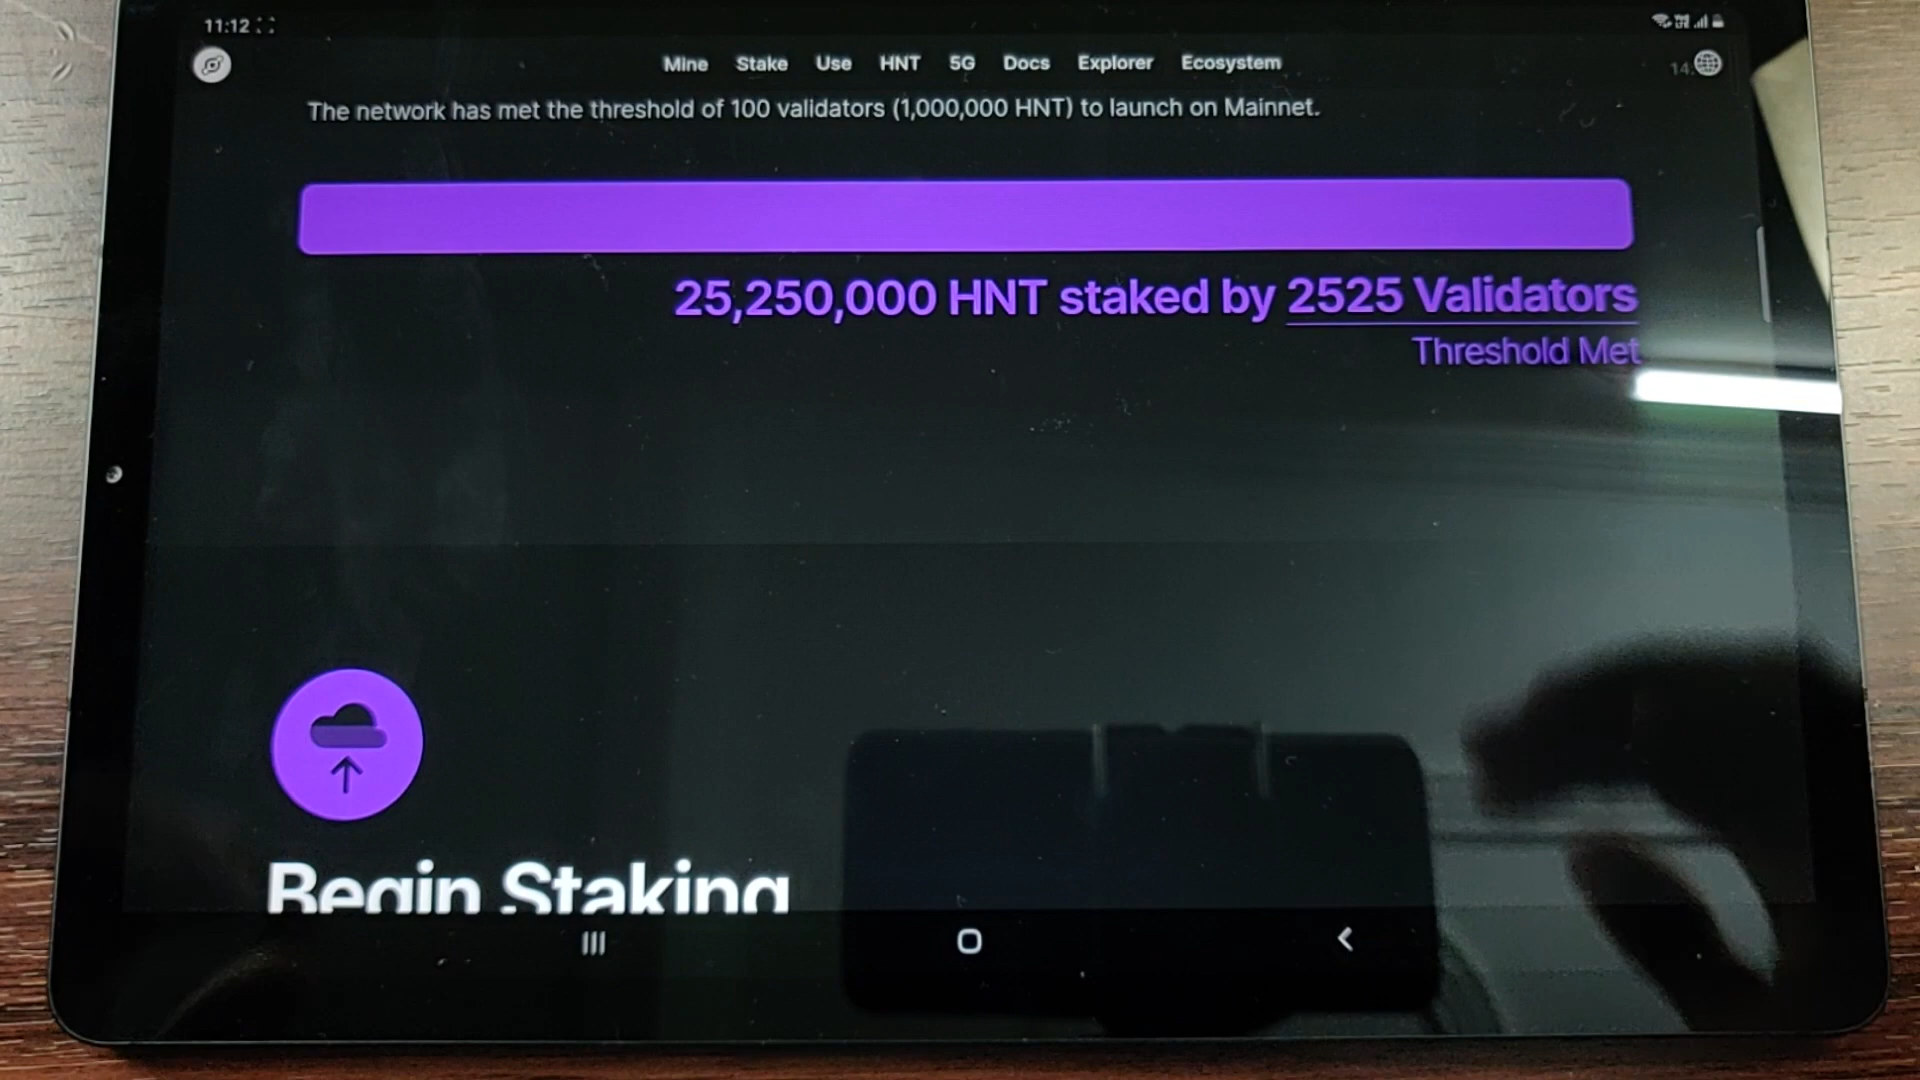 11:12
Mine Stake Use HNT 5G Docs Explorer Ecosystem
14.
The network has met the threshold of 100 validators (1,000,000 HNT) to launch on Mainnet.
25,250,000 HNT staked by 2525 Validators
Threshold Met
Begin Staking